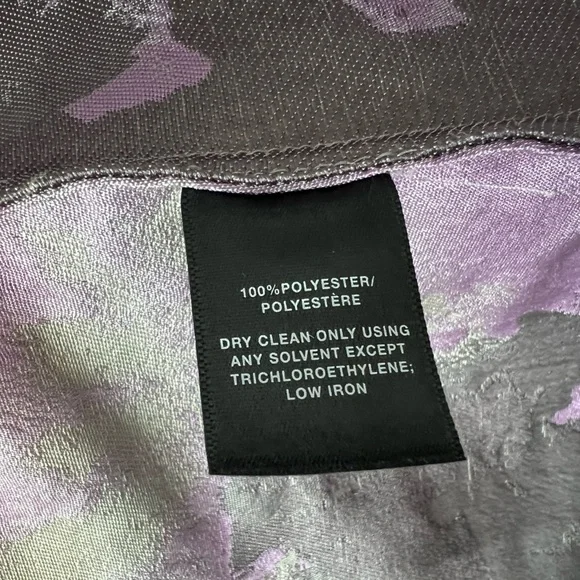 100%POLYESTER/
POLYESTÈRE
DRY CLEAN ONLY USING
ANY SOLVENT EXCEPT
TRICHLOROETHYLENE;
LOW IRON